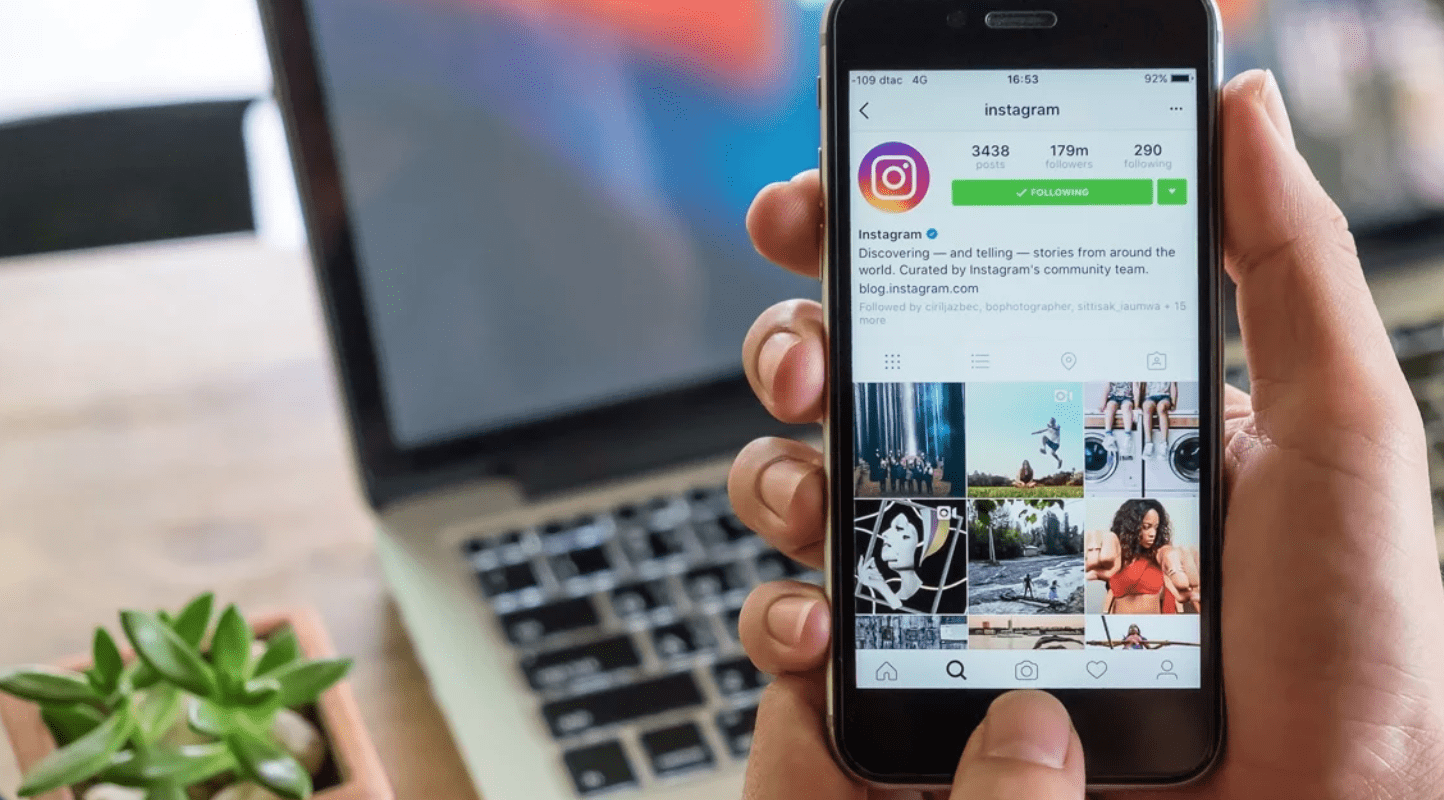 -109 dtac 4G 16:53 92%
instagram
3438 179m 290
posts followers following
FOLLOWING
Instagram
Discovering — and telling — stories from around the
world. Curated by Instagram's community team.
blog.instagram.com
Followed by ciriljazbec, bophotographer, sittisak_iaumwa + 15
more